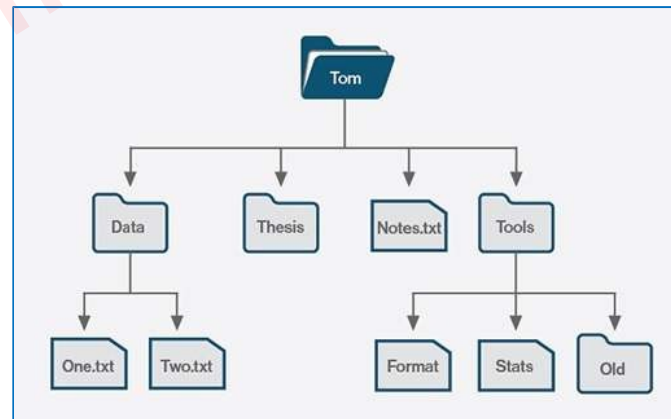 Tom
Data
Thesis
Notes.txt
Tools
One.txt
Two.txt
Format
Stats
Old